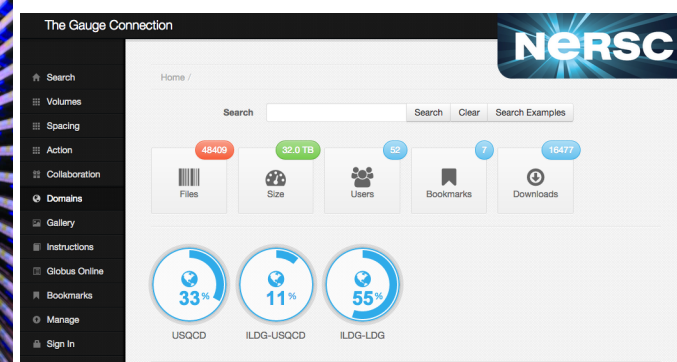 The Gauge Connection
NERSC
Search
Volumes
Spacing
Action
Collaboration
Domains
Gallery
Instructions
Globus Online
Bookmarks
Manage
Sign In
Home /
Search Search Clear Search Examples
48409 32.0 TB 52 7 16477
Files Size Users Bookmarks Downloads
33% 11% 55%
USQCD ILDG-USQCD ILDG-LDG